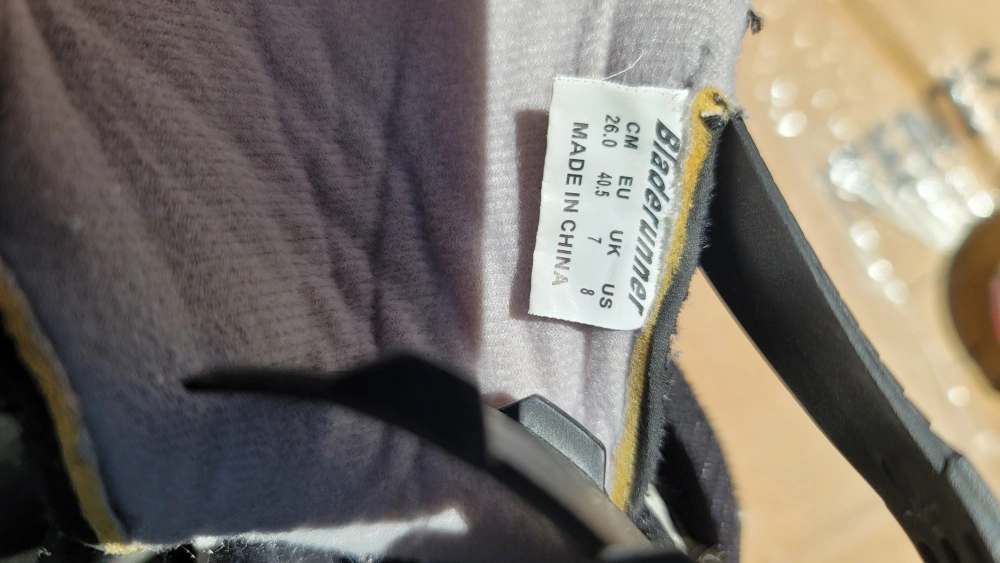 Bladerunner
CM EU UK US
26.0 40.5 7 8
MADE IN CHINA